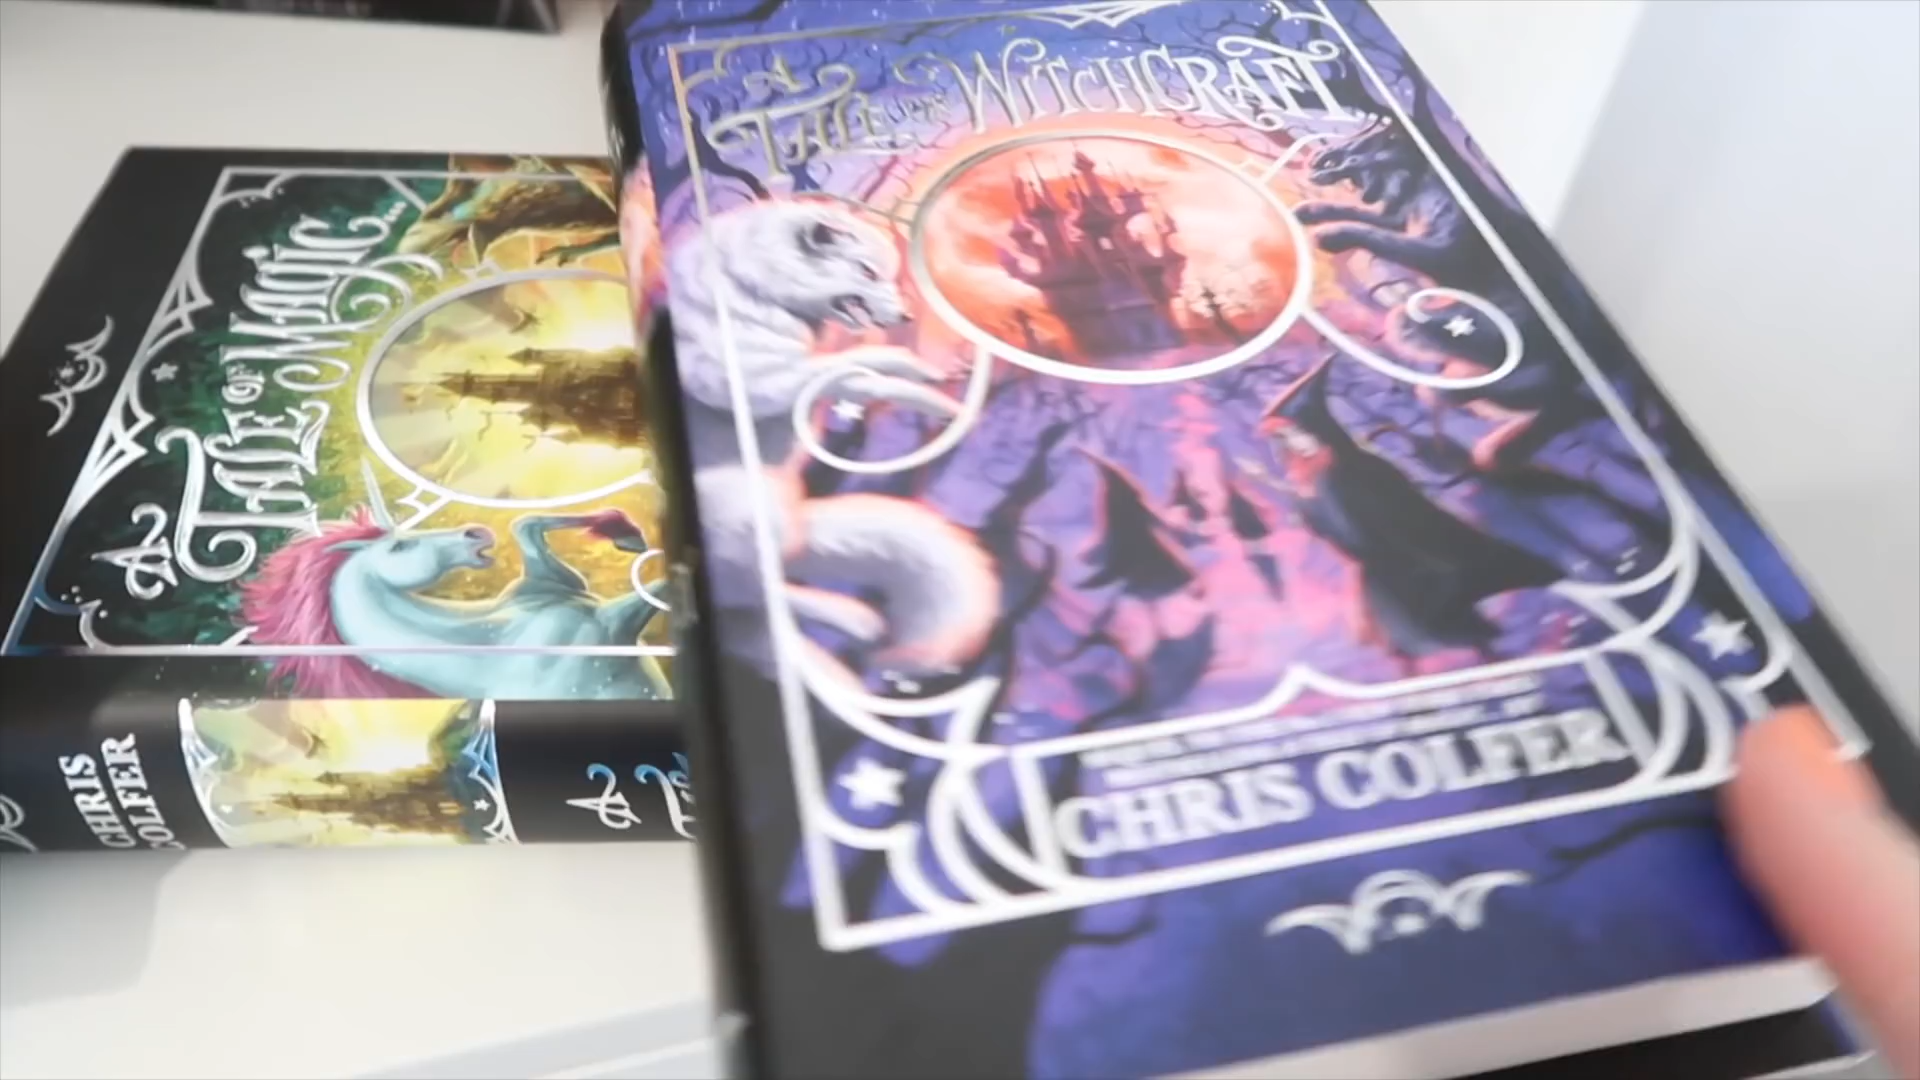 A
TALE OF MAGIC...
CHRIS
COLFER
A
A
TALE OF WITCHCRAFT...
CHRIS COLFER